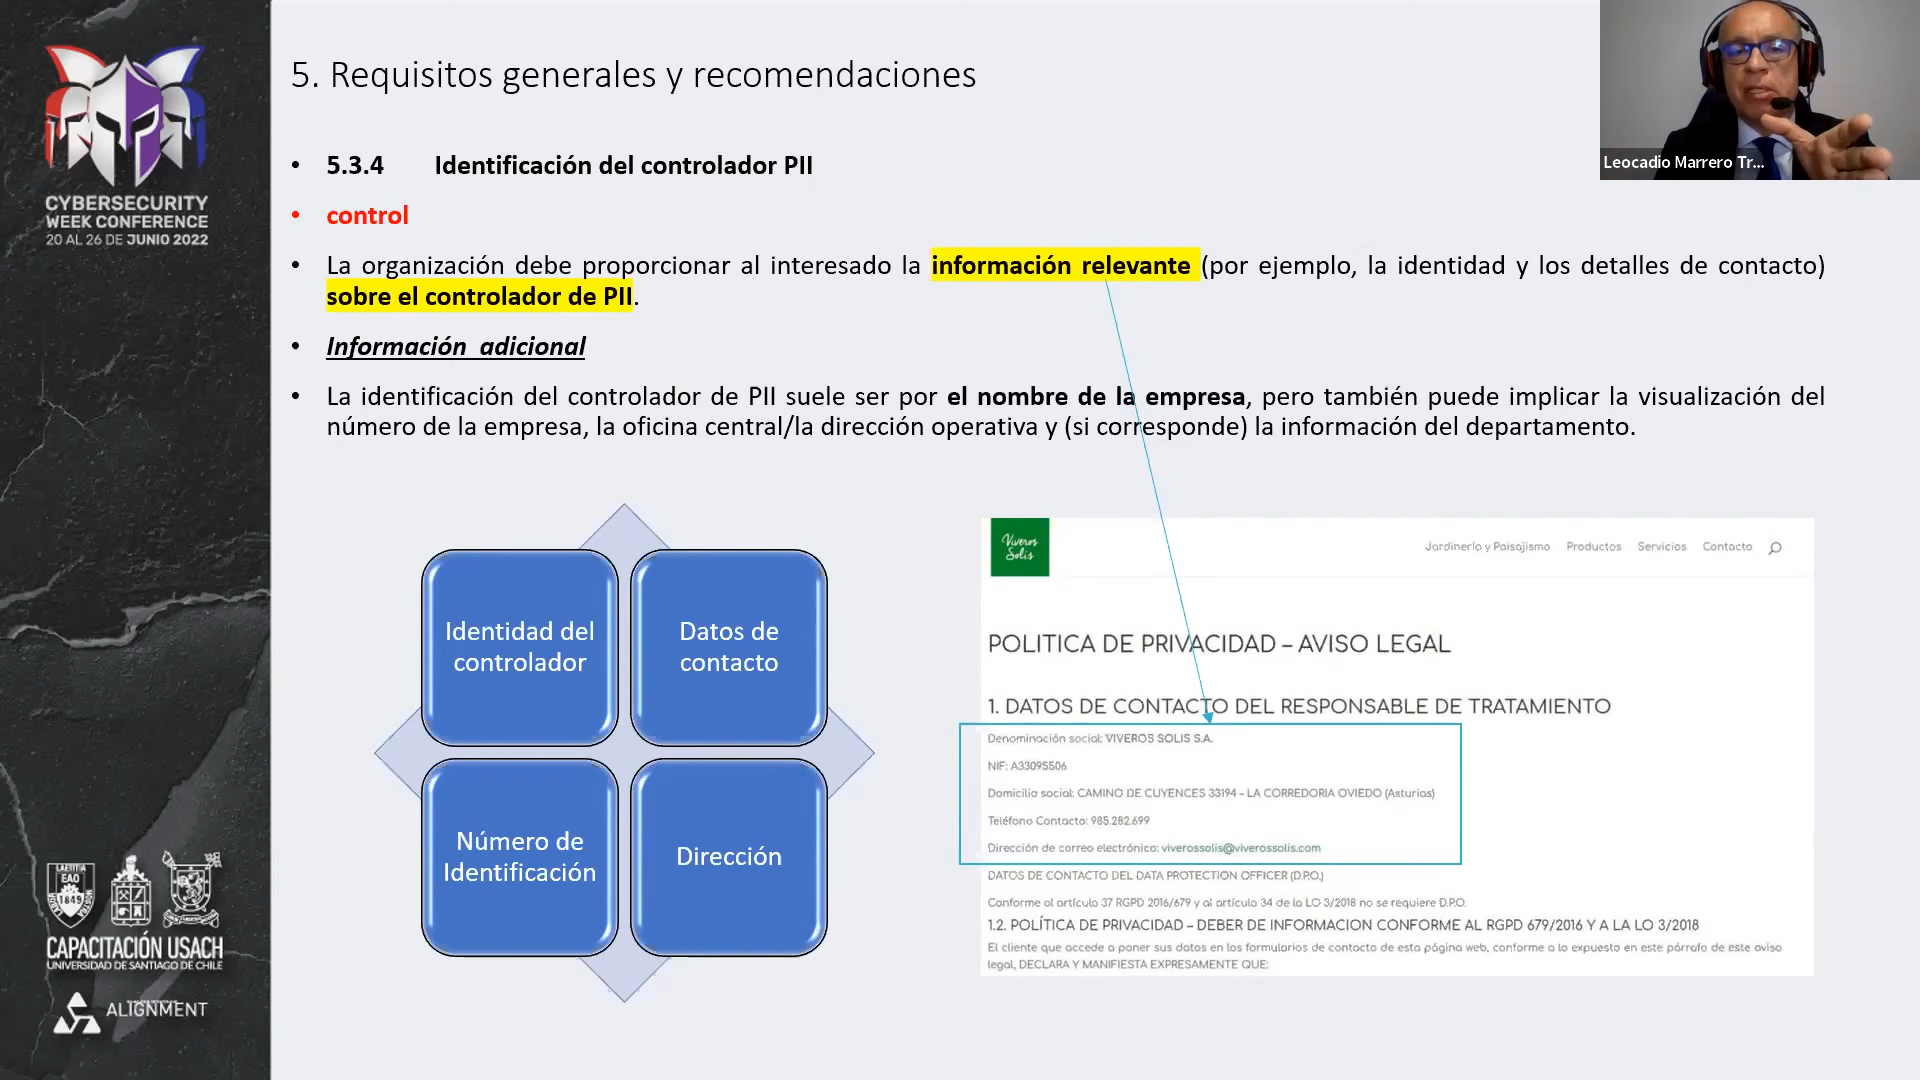 5. Requisitos generales y recomendaciones
• 5.3.4 Identificación del controlador PII
• control
• La organización debe proporcionar al interesado la información relevante (por ejemplo, la identidad y los detalles de contacto)
sobre el controlador de PII.
• Información adicional
• La identificación del controlador de PII suele ser por el nombre de la empresa, pero también puede implicar la visualización del
número de la empresa, la oficina central/la dirección operativa y (si corresponde) la información del departamento.
Identidad del
controlador
Datos de
contacto
Número de
Identificación
Dirección
Viveros
Solis
Jardinería y Paisajismo Productos Servicios Contacto
POLITICA DE PRIVACIDAD – AVISO LEGAL
1. DATOS DE CONTACTO DEL RESPONSABLE DE TRATAMIENTO
Denominación social: VIVEROS SOLIS S.A.
NIF: A33095506
Domicilio social: CAMINO DE CUYENCES 33194 – LA CORREDORIA OVIEDO (Asturias)
Teléfono Contacto: 985.282.699
Dirección de correo electrónico: viverossolis@viverossolis.com
DATOS DE CONTACTO DEL DATA PROTECTION OFFICER (D.P.O.)
Conforme al artículo 37 RGPD 2016/679 y al artículo 34 de la LO 3/2018 no se requiere D.P.O.
1.2. POLÍTICA DE PRIVACIDAD – DEBER DE INFORMACION CONFORME AL RGPD 679/2016 Y A LA LO 3/2018
El cliente que accede a poner sus datos en los formularios de contacto de esta página web, conforme a lo expuesto en este párrafo de este aviso
legal, DECLARA Y MANIFIESTA EXPRESAMENTE QUE:
Leocadio Marrero Tr...
CYBERSECURITY
WEEK CONFERENCE
20 AL 26 DE JUNIO 2022
LAETITIA
EAO
1849
CAPACITACIÓN USACH
UNIVERSIDAD DE SANTIAGO DE CHILE
ALIGNMENT